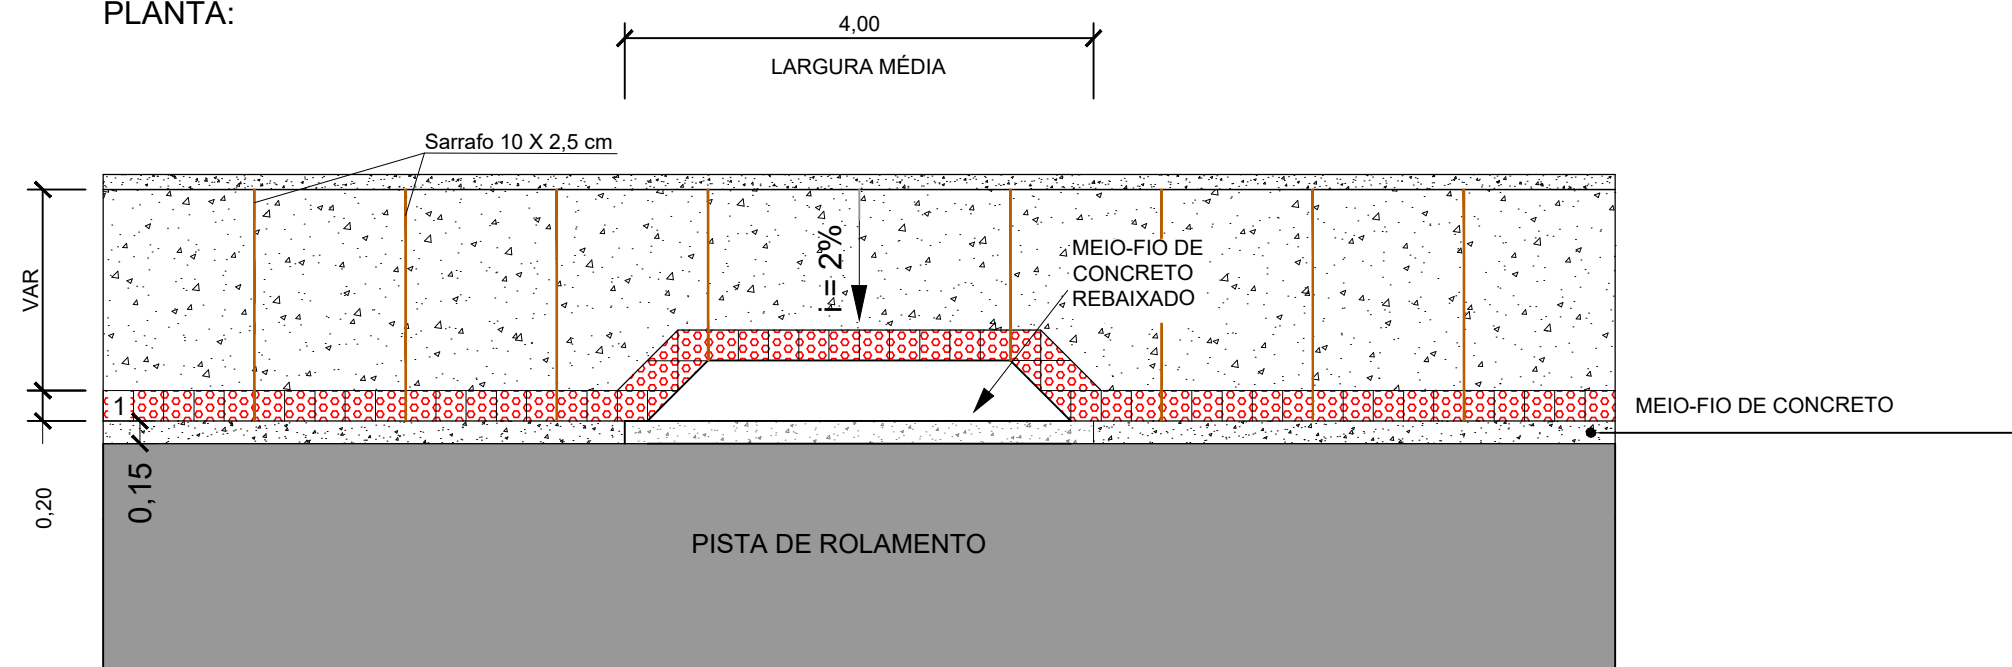 PLANTA:
4,00
LARGURA MÉDIA
Sarrafo 10 X 2,5 cm
VAR
i= 2%
MEIO-FIO DE
CONCRETO
REBAIXADO
1
MEIO-FIO DE CONCRETO
0,20
0,15
PISTA DE ROLAMENTO